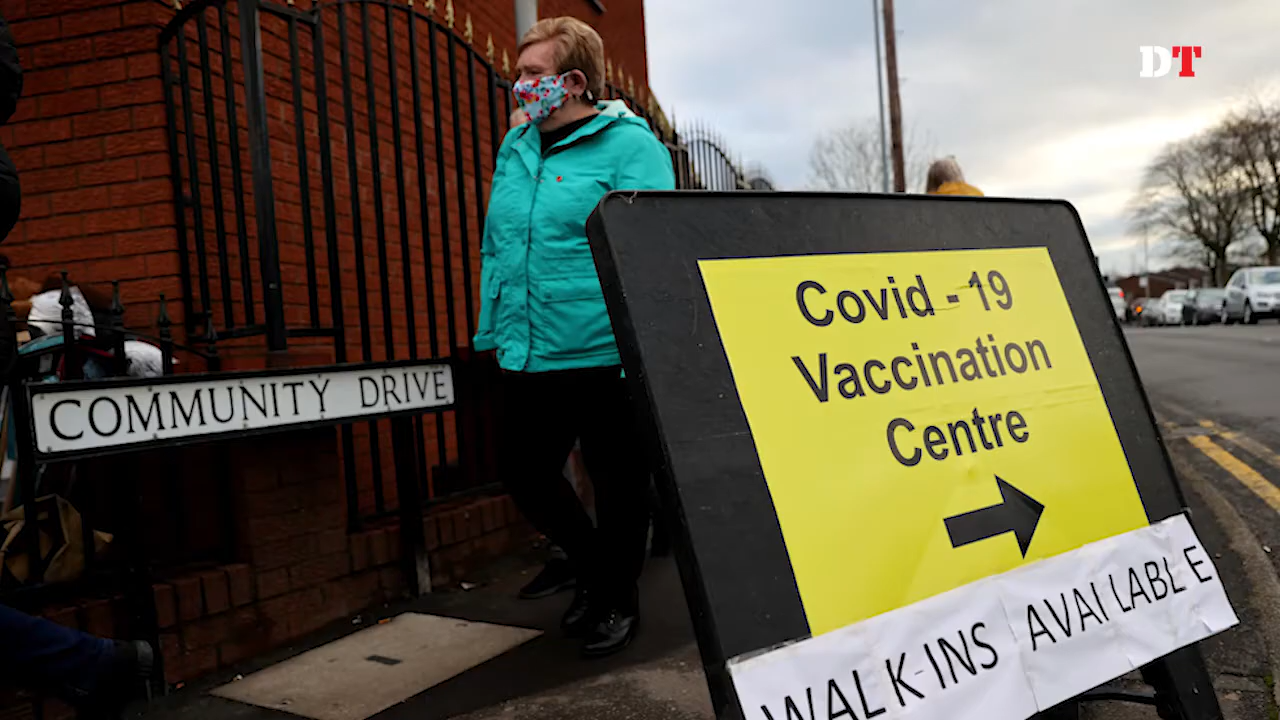 DT
COMMUNITY DRIVE
Covid - 19
Vaccination
Centre
WALK-INS AVAILABLE